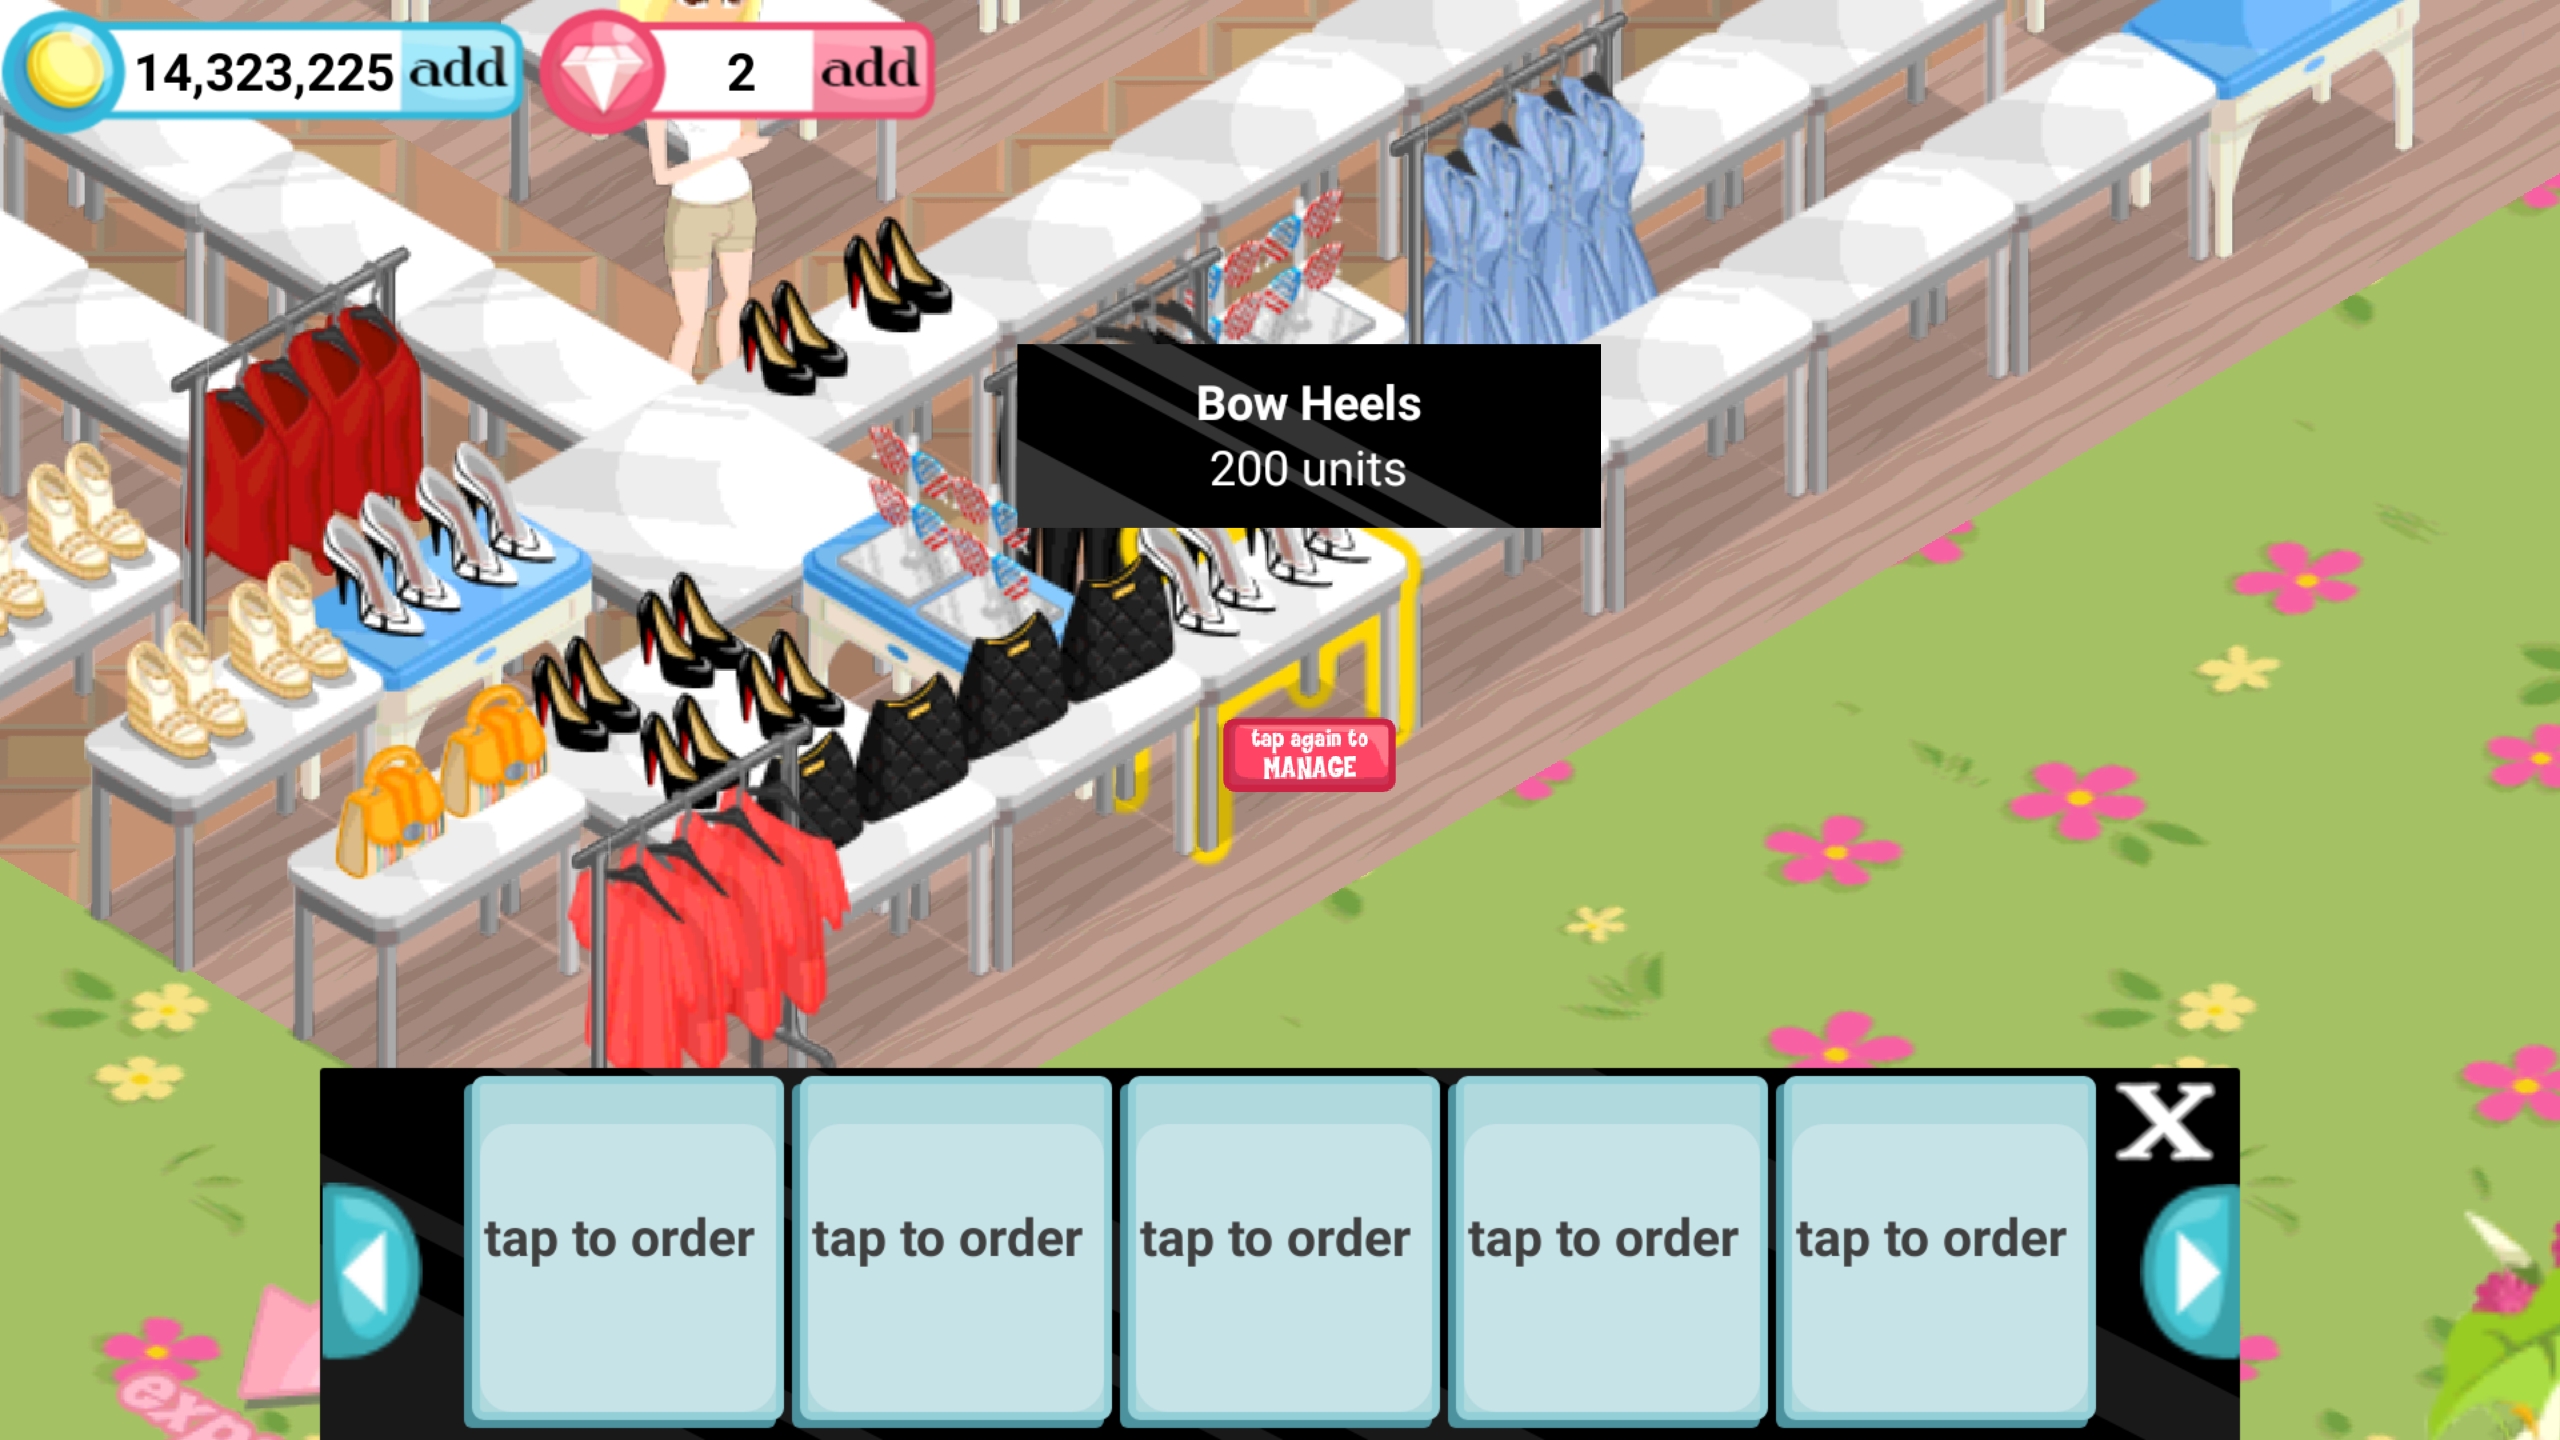 14,323,225 add
2 add
Bow Heels
200 units
tap again to
MANAGE
X
tap to order
tap to order
tap to order
tap to order
tap to order